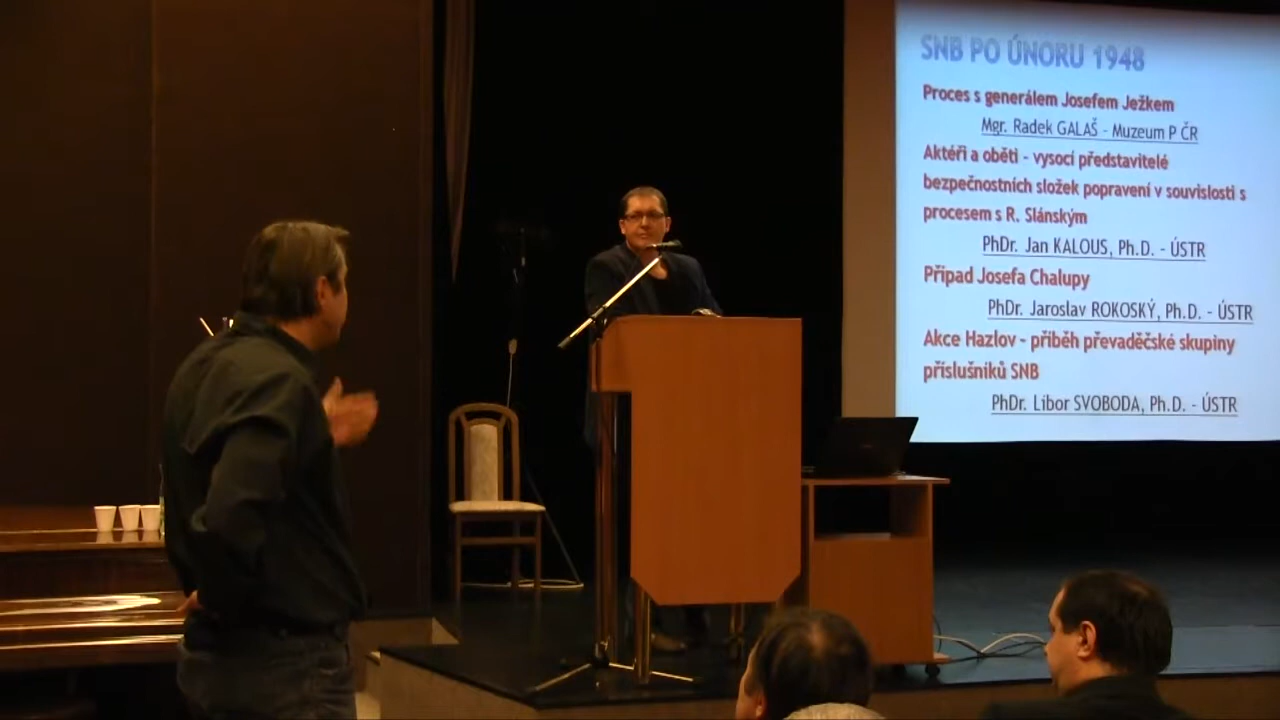 SNB PO ÚNORU 1948
Proces s generálem Josefem Ježkem
Mgr. Radek GALAŠ - Muzeum P ČR
Aktéři a oběti - vysocí představitelé
bezpečnostních složek popravení v souvislosti s
procesem s R. Slánským
PhDr. Jan KALOUS, Ph.D. - ÚSTR
Případ Josefa Chalupy
PhDr. Jaroslav ROKOSKÝ, Ph.D. - ÚSTR
Akce Hazlov - příběh převaděčské skupiny
příslušníků SNB
PhDr. Libor SVOBODA, Ph.D. - ÚSTR